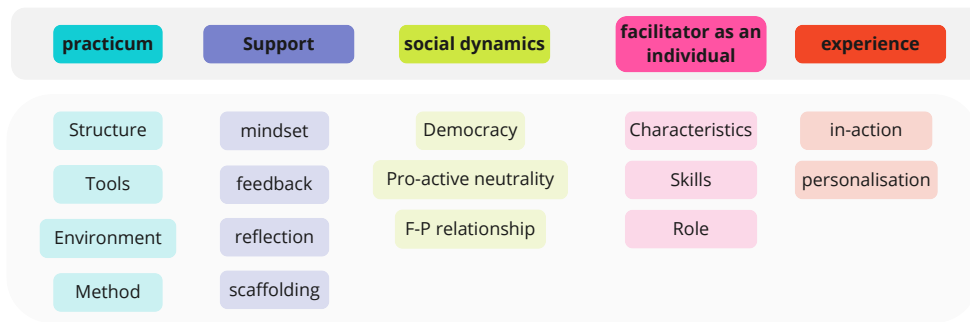 practicum
Support
social dynamics
facilitator as an
individual
experience
Structure
Tools
Environment
Method
mindset
feedback
reflection
scaffolding
Democracy
Pro-active neutrality
F-P relationship
Characteristics
Skills
Role
in-action
personalisation